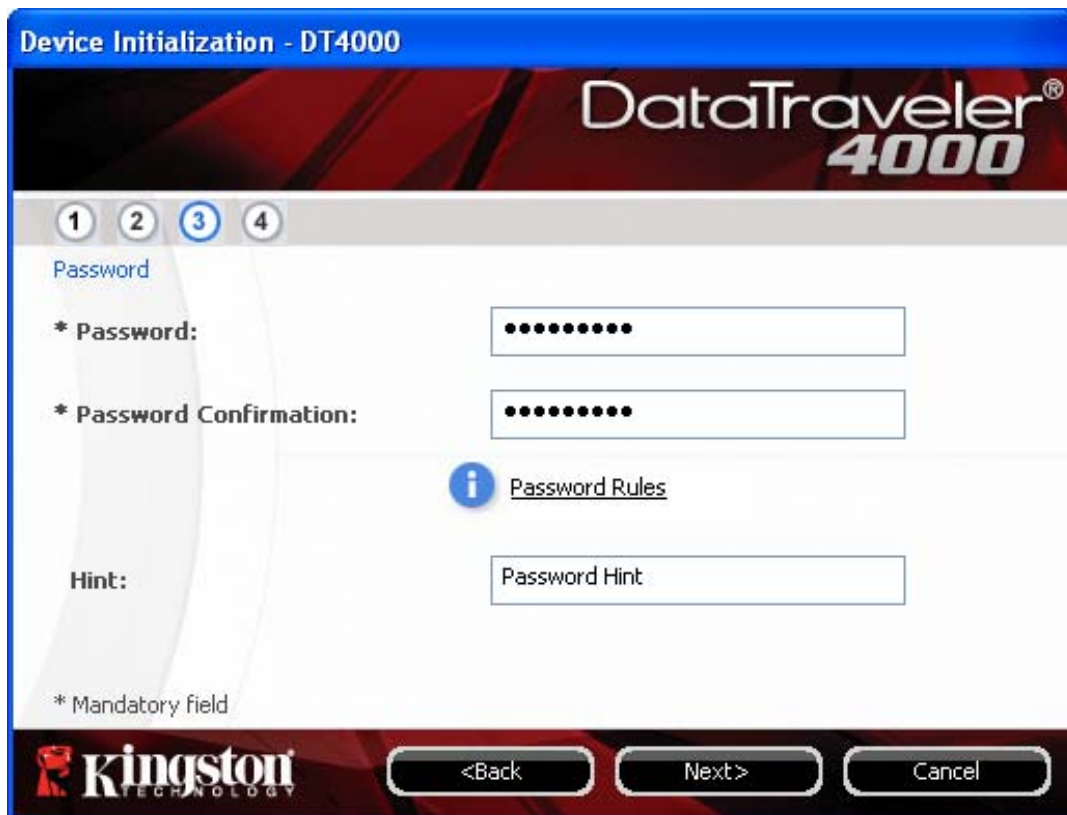 Device Initialization - DT4000
DataTraveler®
4000
1 2 3 4
Password
* Password: •••••••••
* Password Confirmation: •••••••••
i Password Rules
Hint: Password Hint
* Mandatory field
Kingston
TECHNOLOGY
<Back Next> Cancel